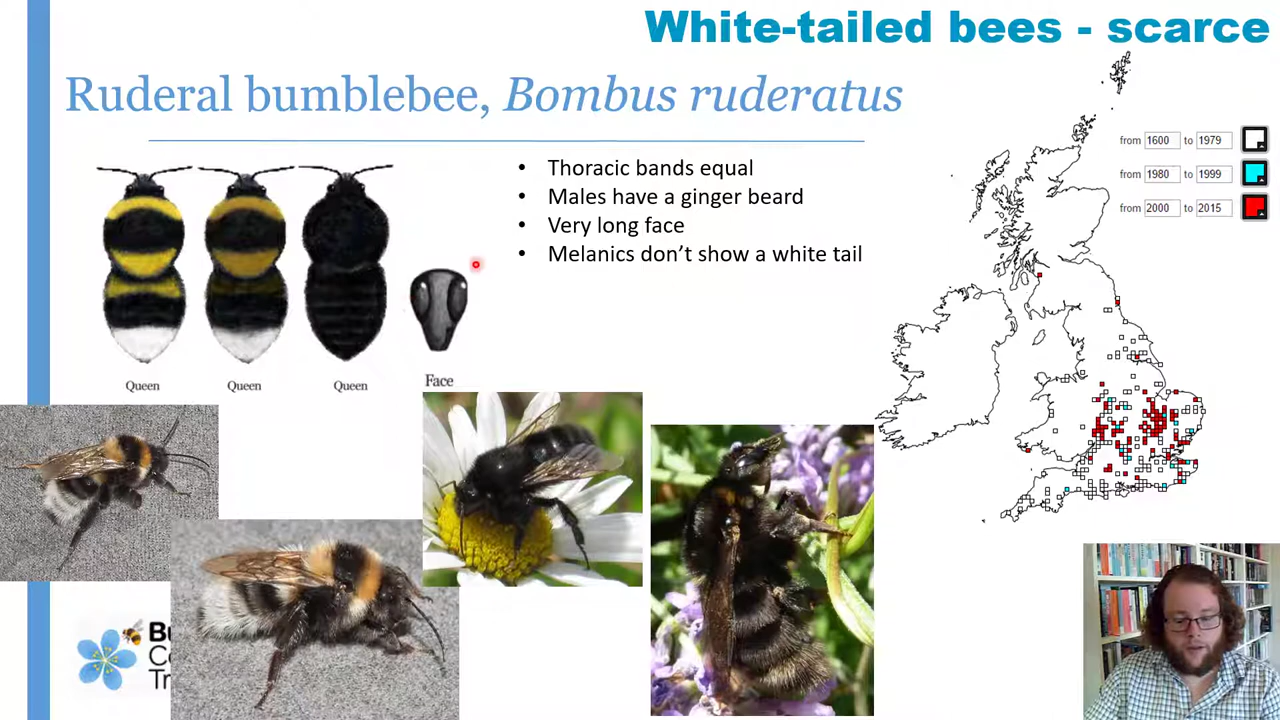 White-tailed bees - scarce
Ruderal bumblebee, Bombus ruderatus
• Thoracic bands equal
• Males have a ginger beard
• Very long face
• Melanics don’t show a white tail
from 1600 to 1979
from 1980 to 1999
from 2000 to 2015
Queen
Queen
Queen
Face